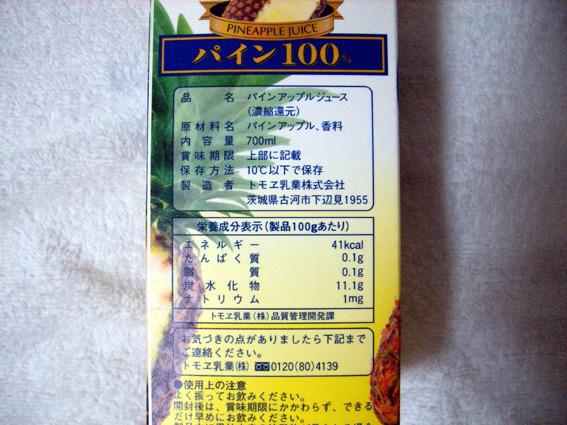 PINEAPPLE JUICE
パイン100%
品名 パインアップルジュース
(濃縮還元)
原材料名 パインアップル、香料
内容量 700ml
賞味期限 上部に記載
保存方法 10℃以下で保存
製造者 トモヱ乳業株式会社
茨城県古河市下辺見1955
栄養成分表示(製品100gあたり)
エネルギー 41kcal
たんぱく質 0.1g
脂質 0.1g
炭水化物 11.1g
ナトリウム 1mg
トモヱ乳業(株)品質管理開発課
お気づきの点がありましたら下記まで
ご連絡ください。
トモヱ乳業(株) 0120(80)4139
●使用上の注意
よく振ってお飲みください。
開封後は、賞味期限にかかわらず、できる
だけ早めにお飲みください。